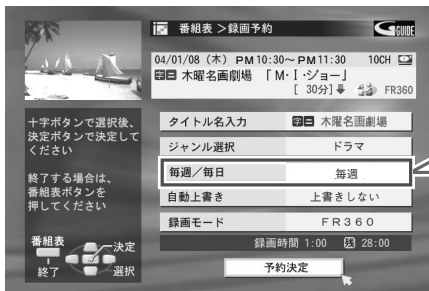 番組表 >録画予約
GGUIDE
04/01/08（木） PM10:30～PM11:30 10CH
字二 木曜名画劇場 「M・I・ジョー」
[ 30分] FR360
十字ボタンで選択後、
決定ボタンで決定して
ください
終了する場合は、
番組表ボタンを
押してください
番組表
決定
終了
選択
タイトル名入力 字二 木曜名画劇場
ジャンル選択 ドラマ
毎週／毎日 毎週
自動上書き 上書きしない
録画モード FR360
録画時間 1:00 残 28:00
予約決定